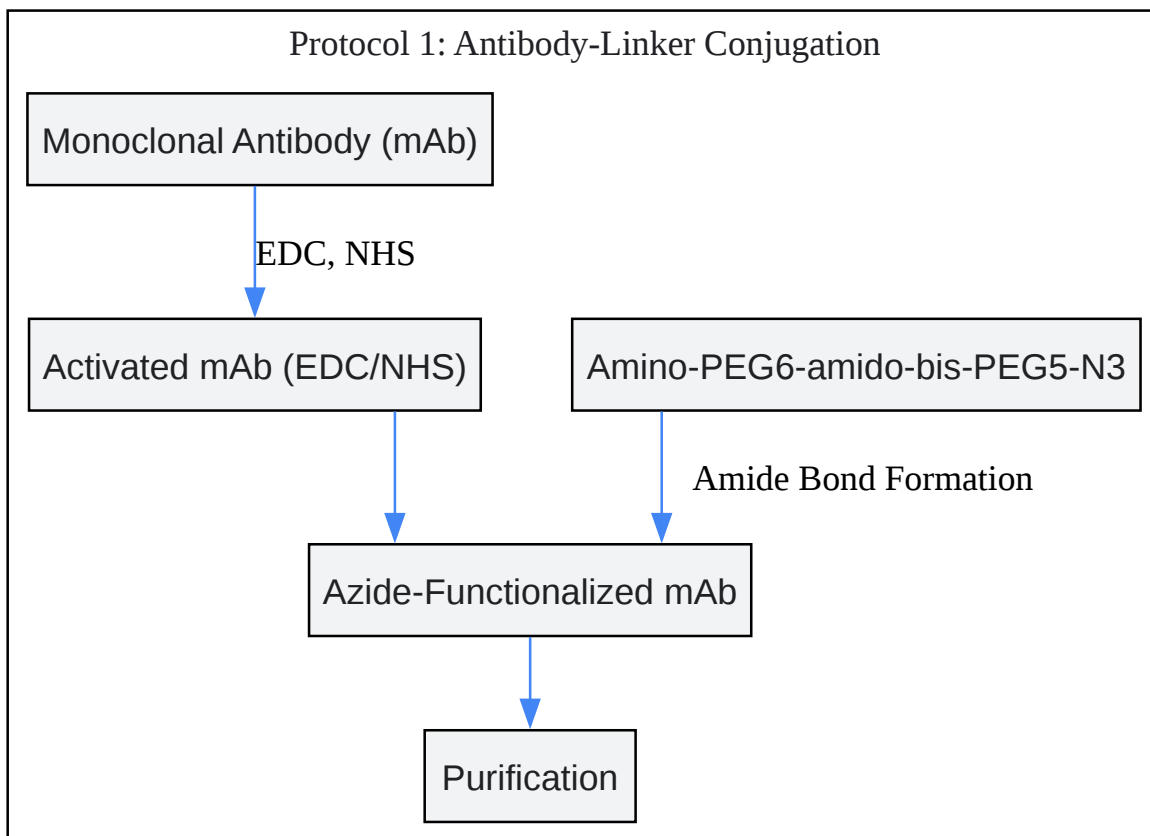 Protocol 1: Antibody-Linker Conjugation
Monoclonal Antibody (mAb)
EDC, NHS
Activated mAb (EDC/NHS)
Amino-PEG6-amido-bis-PEG5-N3
Amide Bond Formation
Azide-Functionalized mAb
Purification